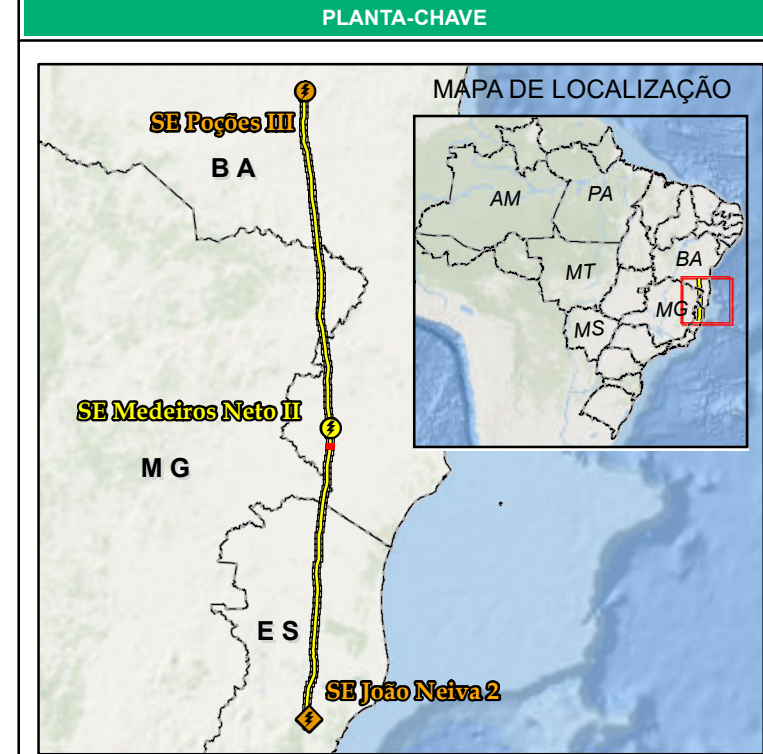 PLANTA-CHAVE
MAPA DE LOCALIZAÇÃO
SE Poções III
B A
AM
PA
BA
MT
MG
MS
SE Medeiros Neto II
M G
E S
SE João Neiva 2